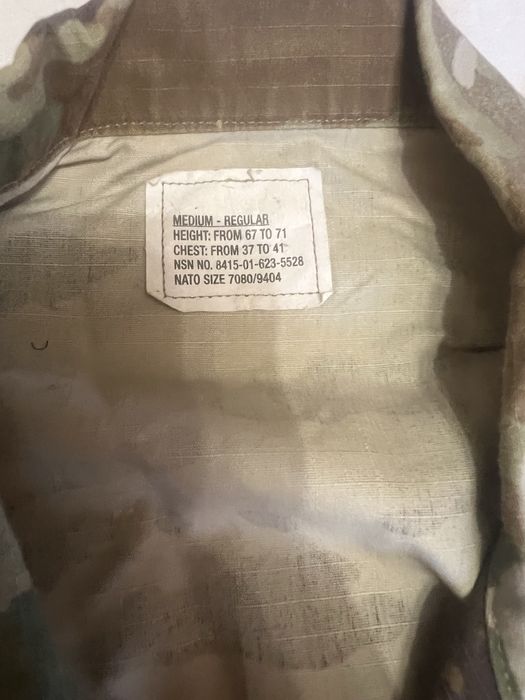 MEDIUM - REGULAR
HEIGHT: FROM 67 TO 71
CHEST: FROM 37 TO 41
NSN NO. 8415-01-623-5528
NATO SIZE 7080/9404